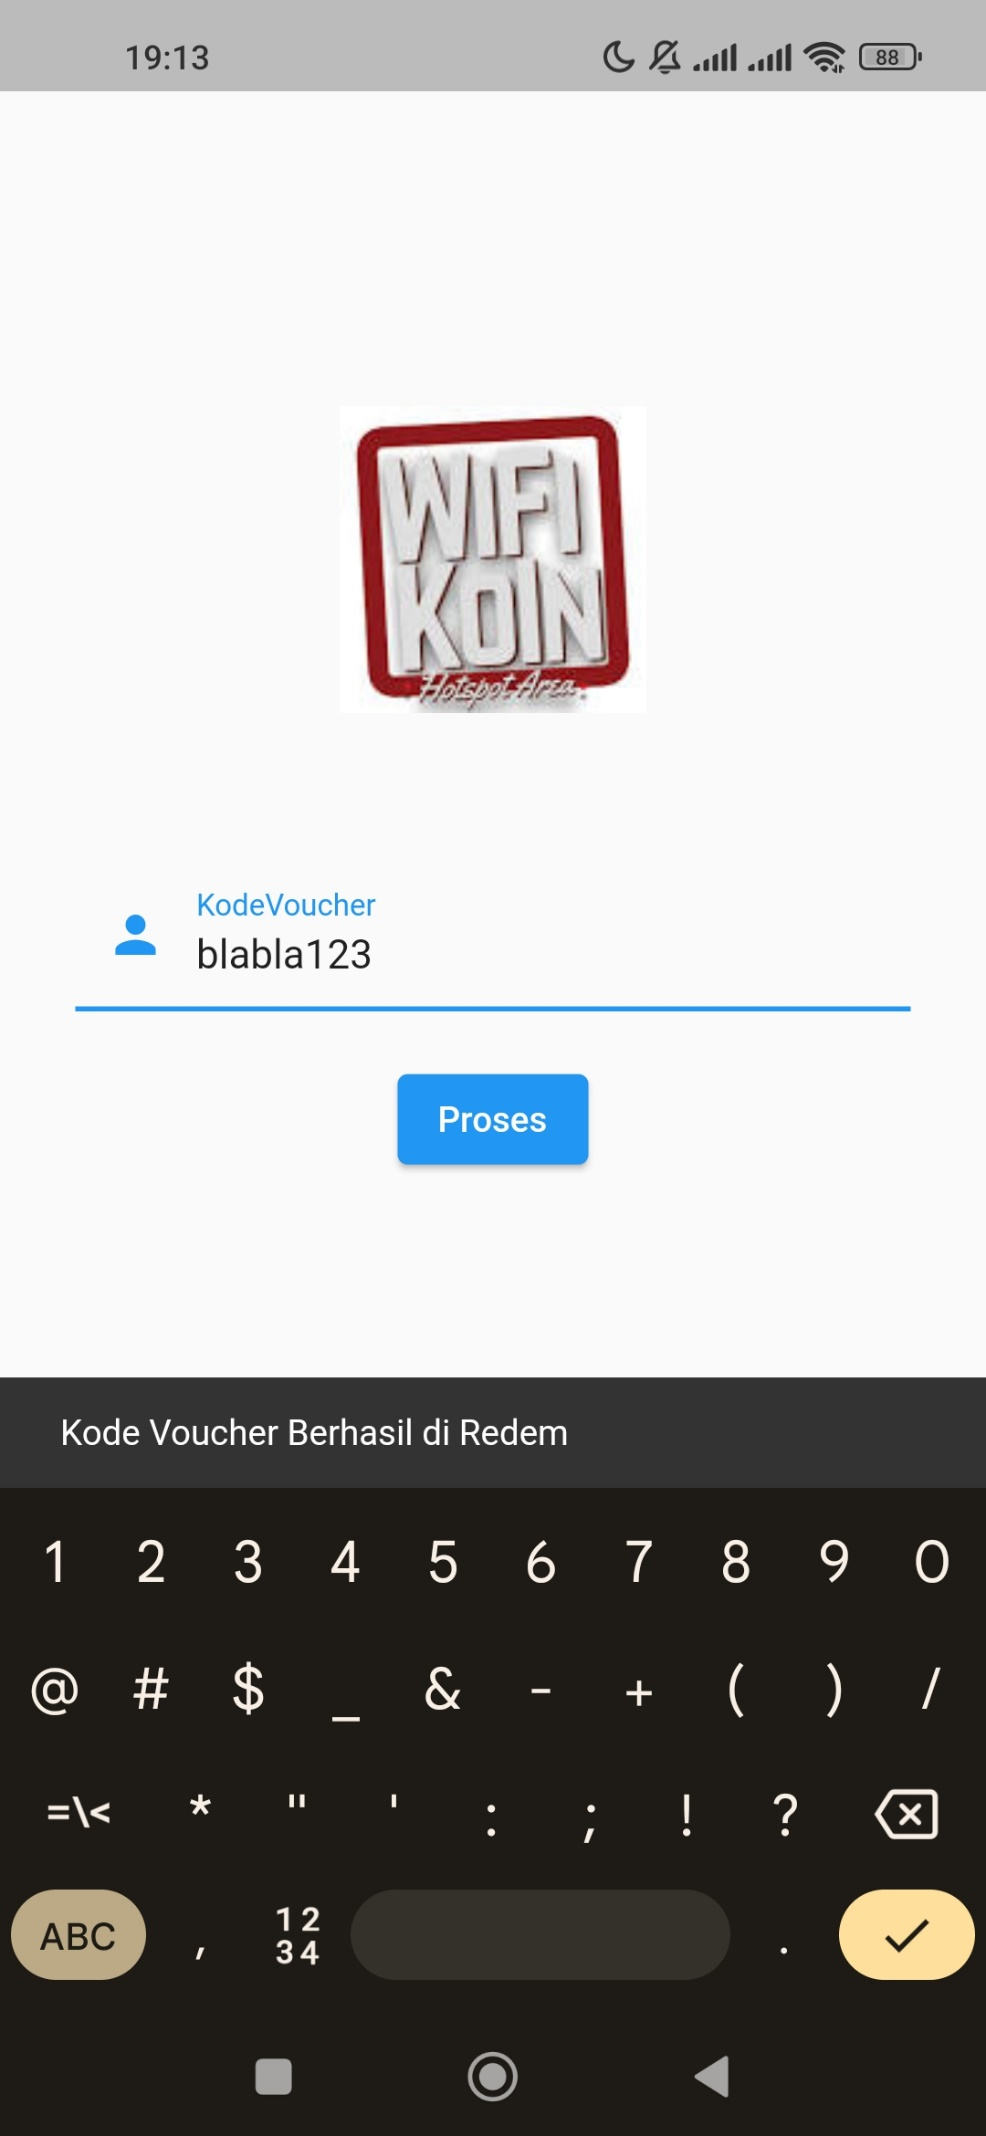 19:13
88
WIFI
KOIN
Hotspot Area
KodeVoucher
blabla123
Proses
Kode Voucher Berhasil di Redem
1 2 3 4 5 6 7 8 9 0
@ # $ _ & - + ( ) /
=\< * " ' : ; ! ?
ABC , 12 .
34